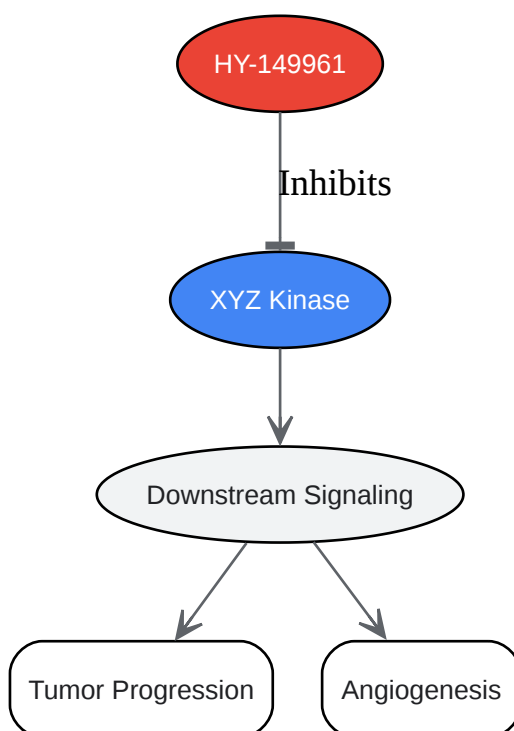 HY-149961
Inhibits
XYZ Kinase
Downstream Signaling
Tumor Progression
Angiogenesis